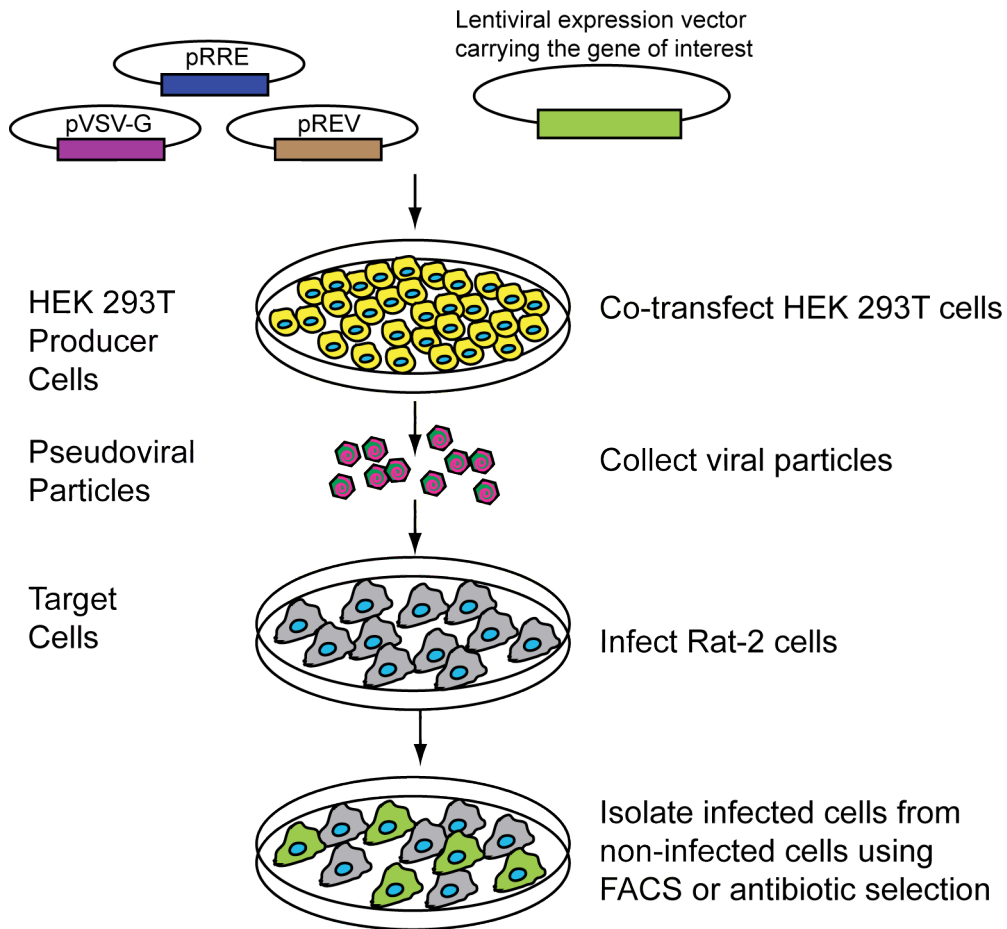 pRRE
Lentiviral expression vector
carrying the gene of interest
pVSV-G
pREV
HEK 293T
Producer
Cells
Co-transfect HEK 293T cells
Pseudoviral
Particles
Collect viral particles
Target
Cells
Infect Rat-2 cells
Isolate infected cells from
non-infected cells using
FACS or antibiotic selection